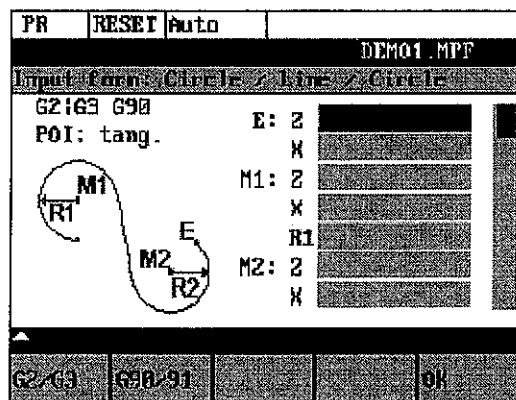 PR RESET Auto
DEMO1.MPF
Input form: Circle / Line / Circle
G2|G3 G90
POI: tang.
E: Z
X
M1: Z
X
R1
M2: Z
X
M1
R1
E
M2
R2
G2/G3 G90/91 OK